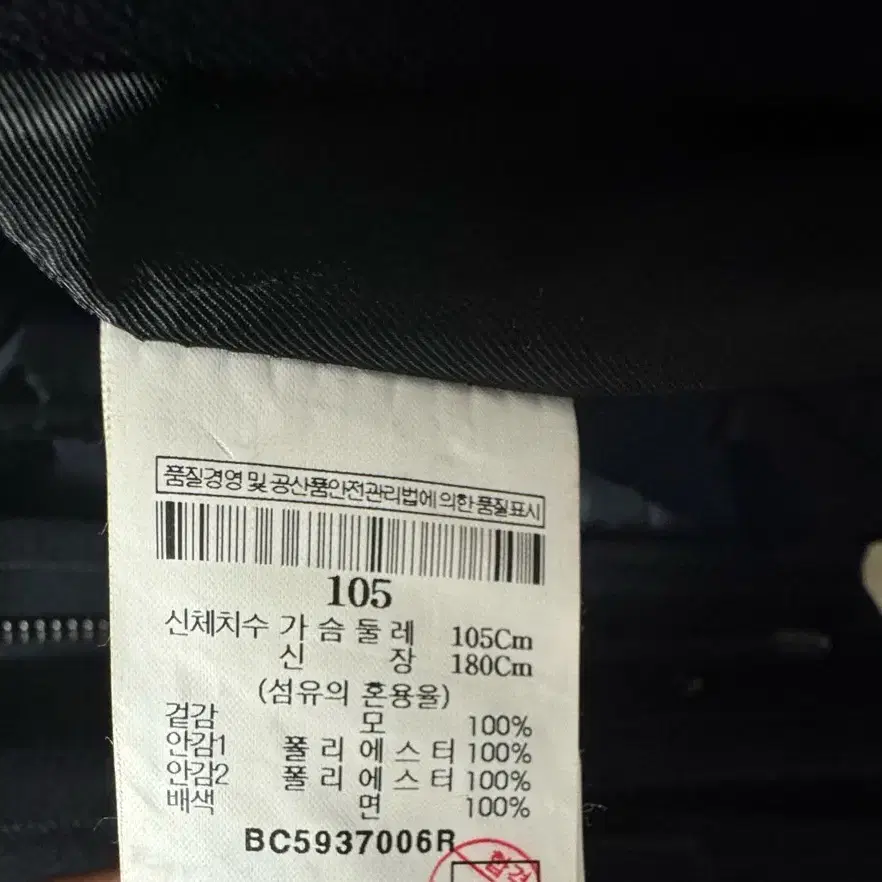 품질경영 및 공산품안전관리법에 의한 품질표시
105
신체치수 가 슴 둘 레 105Cm
신 장 180Cm
(섬유의 혼용율)
겉감 모 100%
안감1 폴 리 에 스 터 100%
안감2 폴 리 에 스 터 100%
배색 면 100%
BC5937006R
합격